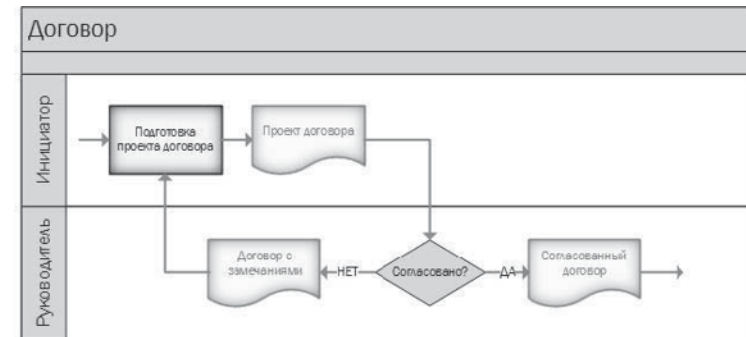 Договор
Инициатор
Подготовка
проекта договора
Проект договора
Руководитель
Договор с
замечаниями
НЕТ
Согласовано?
ДА
Согласованный
договор